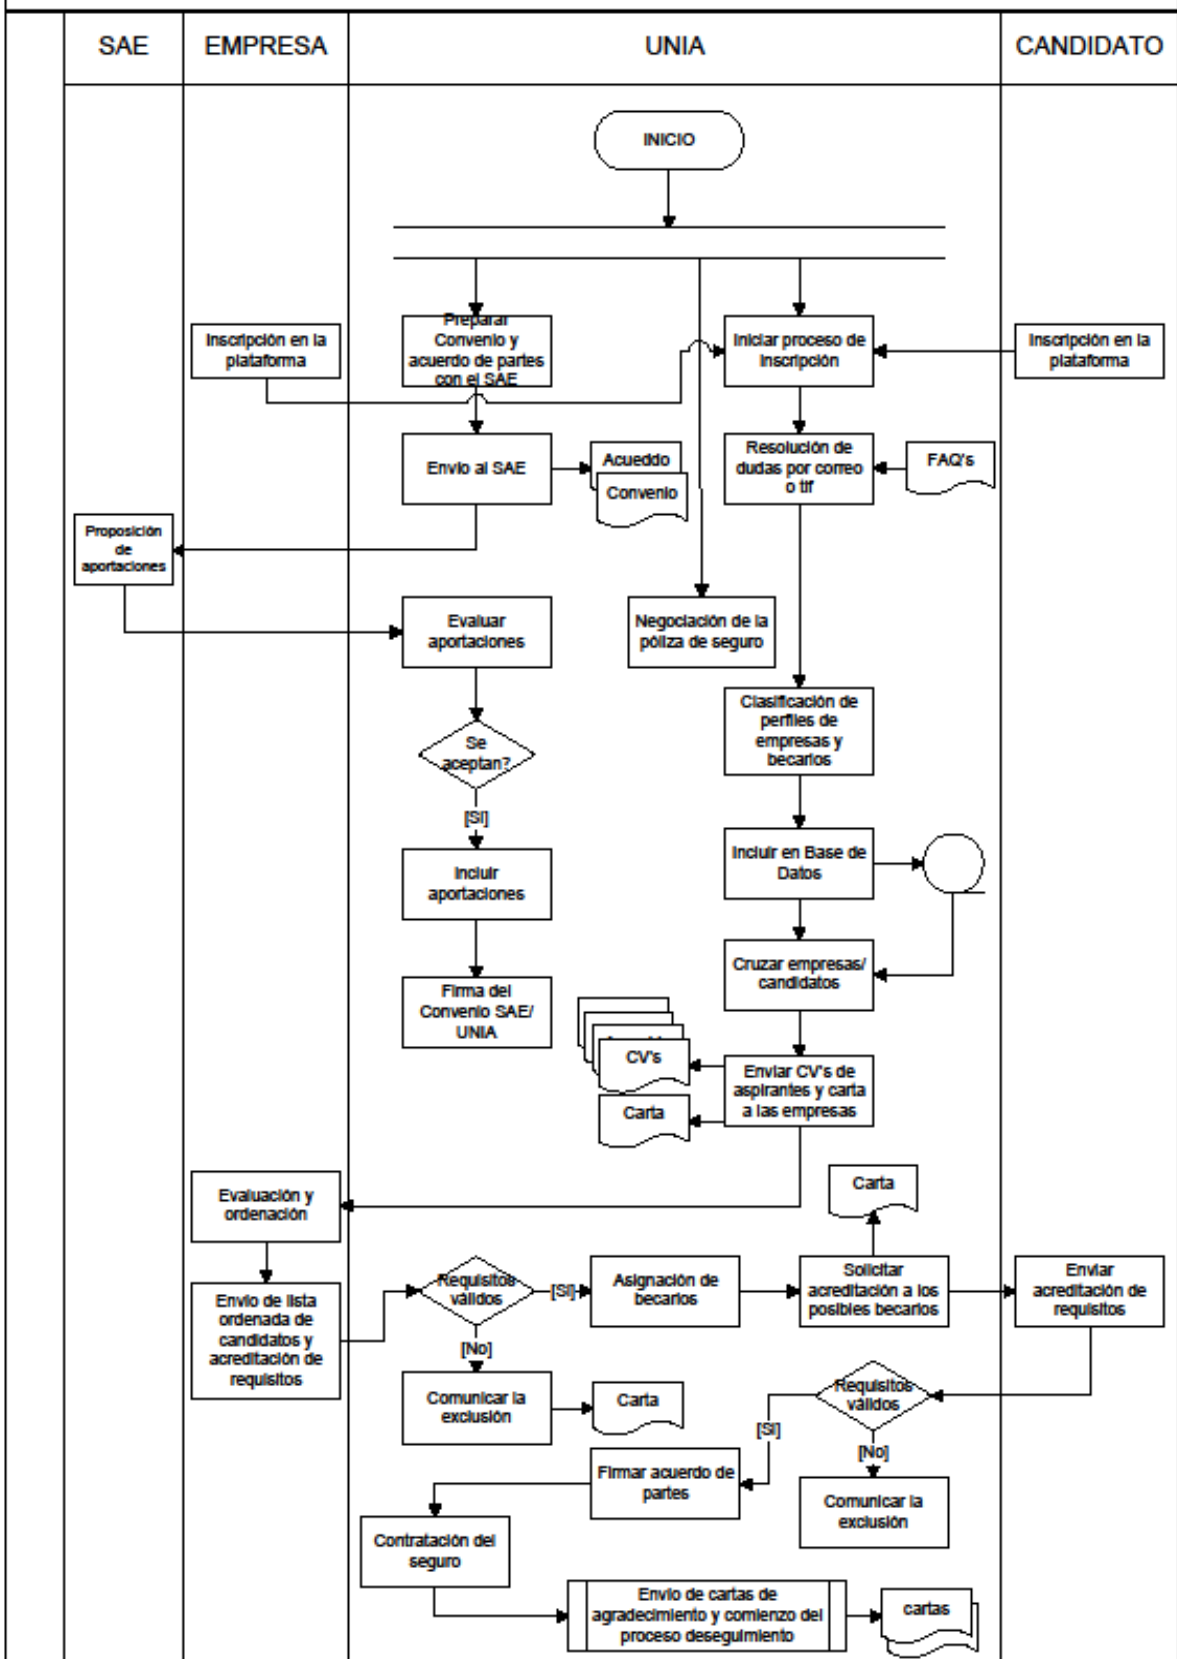 SAE
EMPRESA
UNIA
CANDIDATO
INICIO
Inscripción en la
plataforma
Preparar
Convenio y
acuerdo de partes
con el SAE
Iniciar proceso de
Inscripción
Inscripción en la
plataforma
Envío al SAE
Acueddo
Convenio
Resolución de
dudas por correo
o tlf
FAQ's
Proposición
de
aportaciones
Evaluar
aportaciones
Negociación de la
póliza de seguro
Clasificación de
perfiles de
empresas y
becarios
Se
aceptan?
[SI]
Incluir
aportaciones
Incluir en Base de
Datos
Cruzar empresas/
candidatos
Firma del
Convenio SAE/
UNIA
CV's
Carta
Enviar CV's de
aspirantes y carta
a las empresas
Evaluación y
ordenación
Carta
Envío de lista
ordenada de
candidatos y
acreditación de
requisitos
Requisitos
válidos
[SI]
Asignación de
becarios
Solicitar
acreditación a los
posibles becarios
Enviar
acreditación de
requisitos
[No]
Comunicar la
exclusión
Carta
Requisitos
válidos
[SI]
[No]
Firmar acuerdo de
partes
Comunicar la
exclusión
Contratación del
seguro
Envío de cartas de
agradecimiento y comienzo del
proceso deseguimiento
cartas